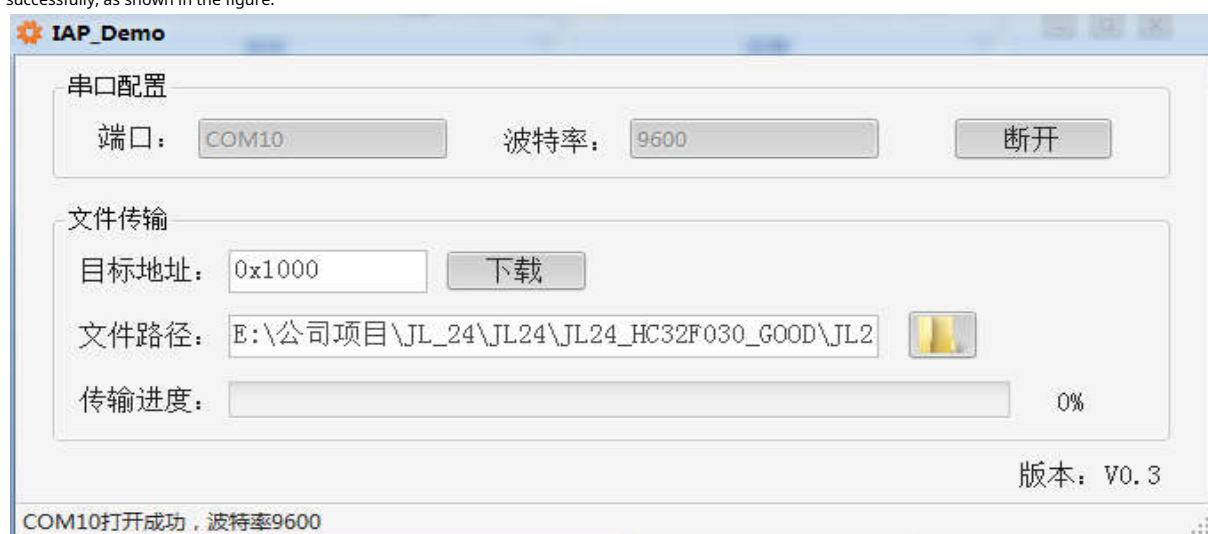 successfully, as shown in the figure.
IAP_Demo
串口配置
端口： COM10 波特率： 9600 断开
文件传输
目标地址： 0x1000 下载
文件路径： E:\公司项目\JL_24\JL24\JL24_HC32F030_GOOD\JL2
传输进度： 0%
版本：V0.3
COM10打开成功，波特率9600